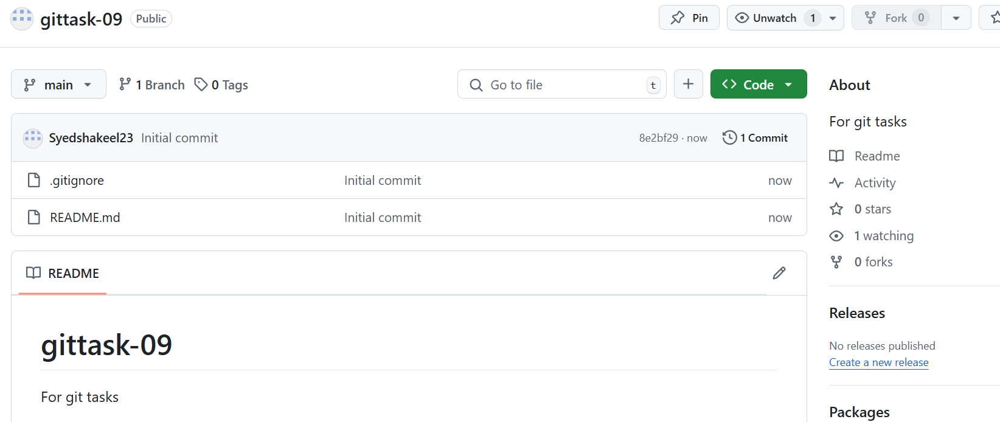 gittask-09 Public Pin Unwatch 1 Fork 0
main 1 Branch 0 Tags Go to file t + Code
Syedshakeel23 Initial commit 8e2bf29 · now 1 Commit
.gitignore Initial commit now
README.md Initial commit now
README
gittask-09
For git tasks
About
For git tasks
Readme
Activity
0 stars
1 watching
0 forks
Releases
No releases published
Create a new release
Packages